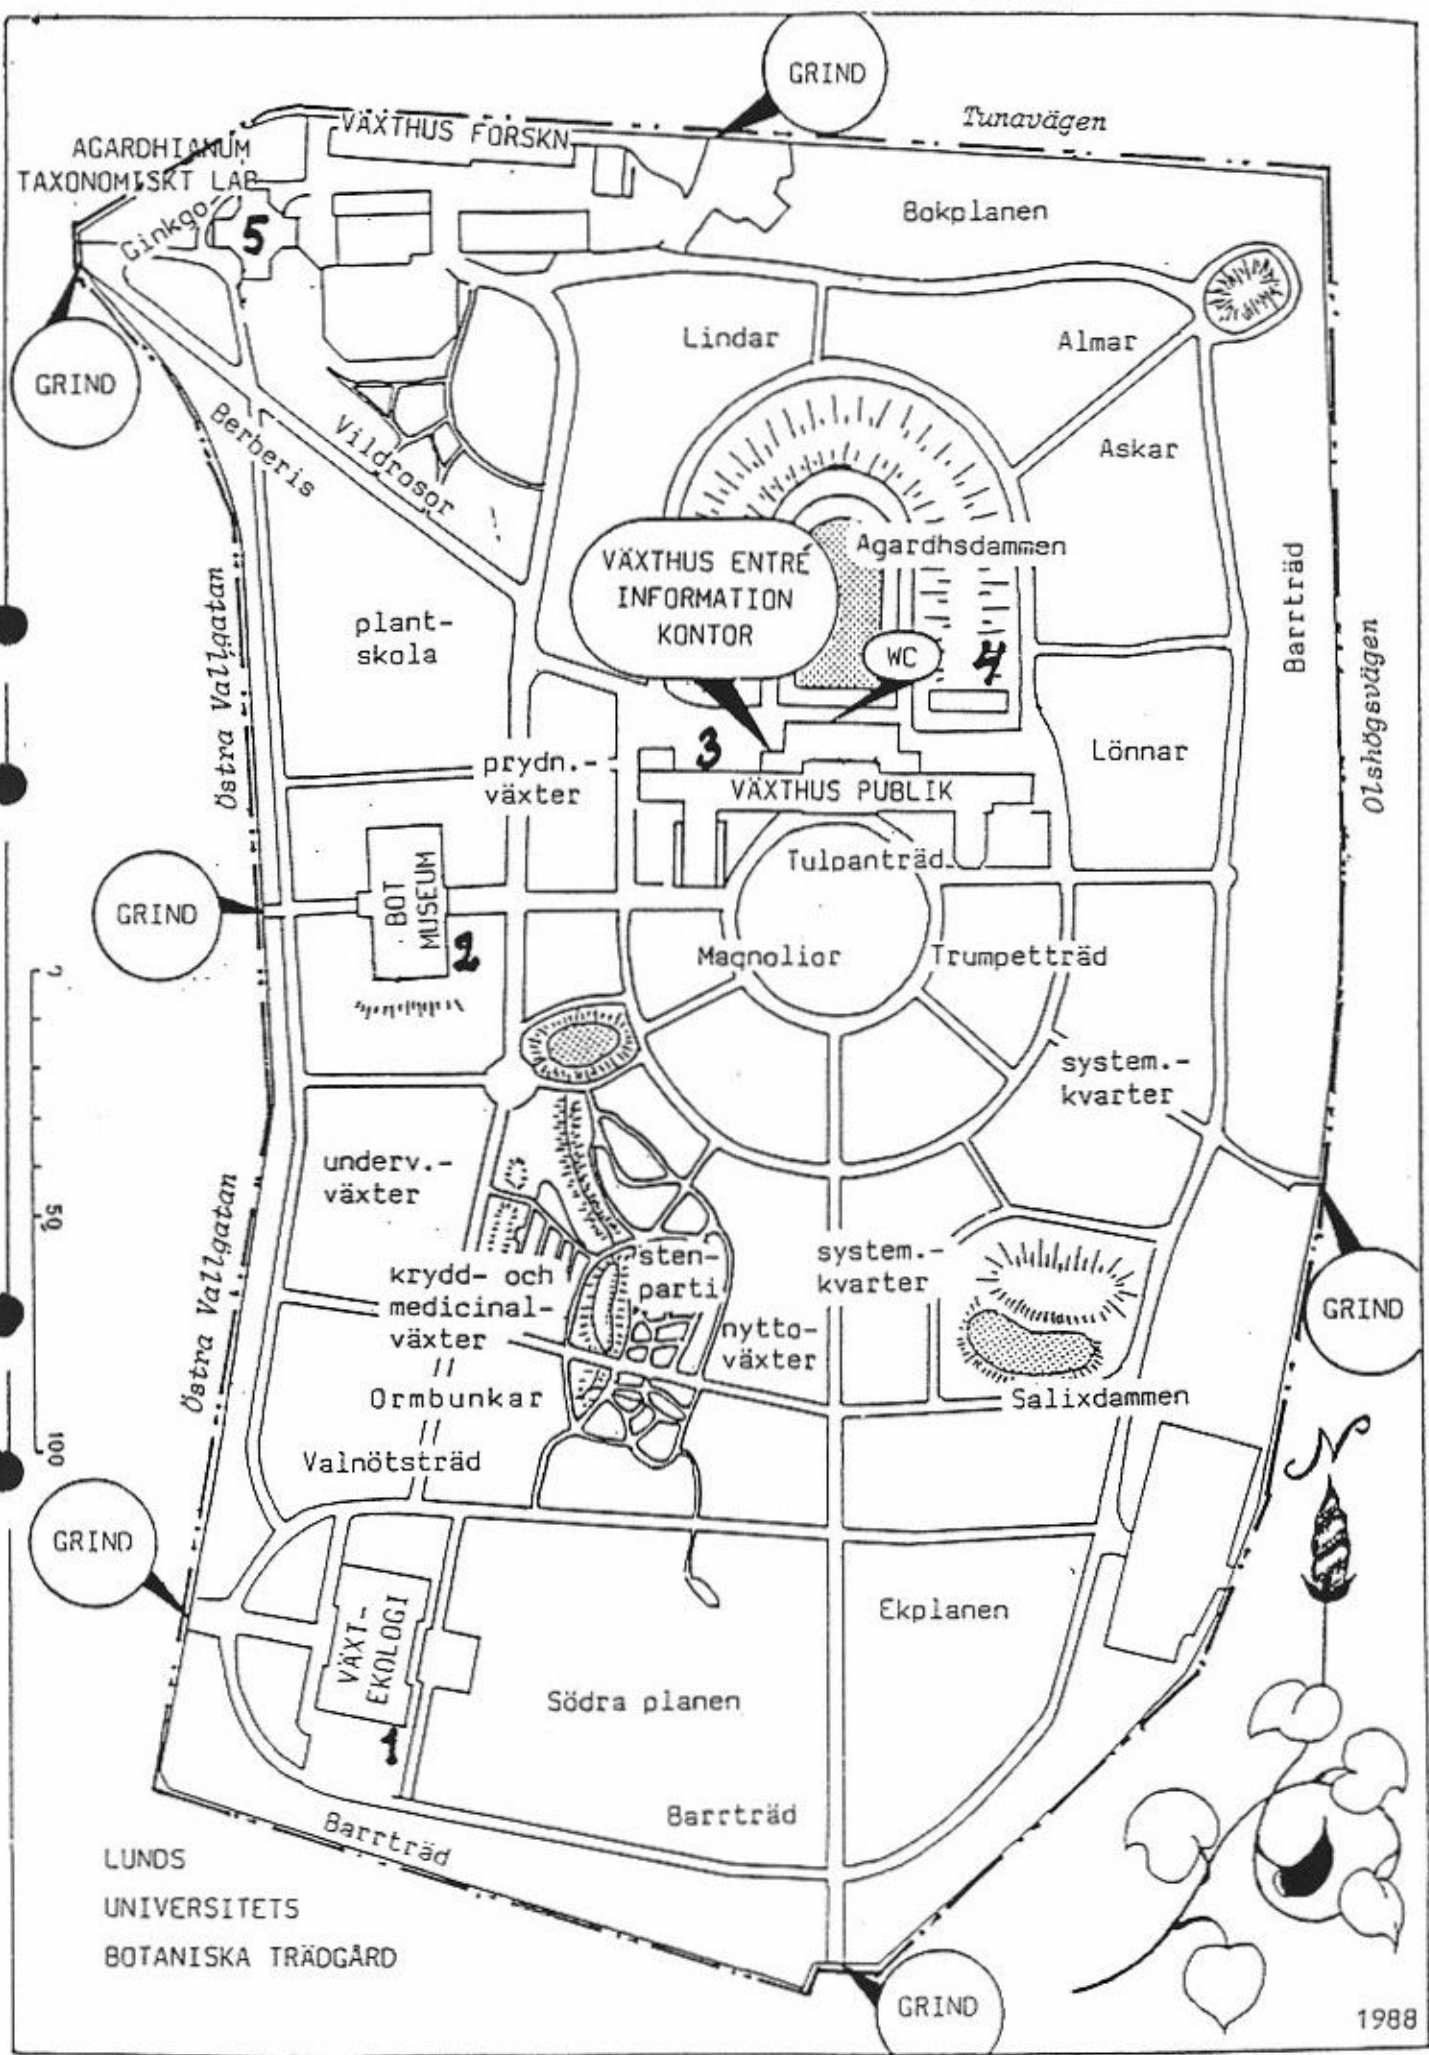 GRIND
Tunavägen
VÄXTHUS FORSKN
AGARDHIANUM
TAXONOMISKT LAB
Ginkgo
5
Bokplanen
GRIND
Lindar
Almar
Berberis
Vildrosor
Askar
VÄXTHUS ENTRÉ
INFORMATION
KONTOR
Agardhsdammen
Barrträd
Östra Vallgatan
plant-
skola
WC
4
Olshögsvägen
3
Lönnar
prydn.-
växter
VÄXTHUS PUBLIK
Tulpanträd
BOT
MUSEUM
GRIND
2
Magnolior
Trumpetträd
0
system.-
kvarter
underv.-
växter
50
Östra Vallgatan
sten-
parti
system.-
kvarter
krydd- och
medicinal-
växter
GRIND
nytto-
växter
Ormbunkar
Salixdammen
100
Valnötsträd
N
GRIND
VÄXT-
EKOLOGI
Ekplanen
Södra planen
1
Barrträd
Barrträd
LUNDS
UNIVERSITETS
BOTANISKA TRÄDGÅRD
GRIND
1988